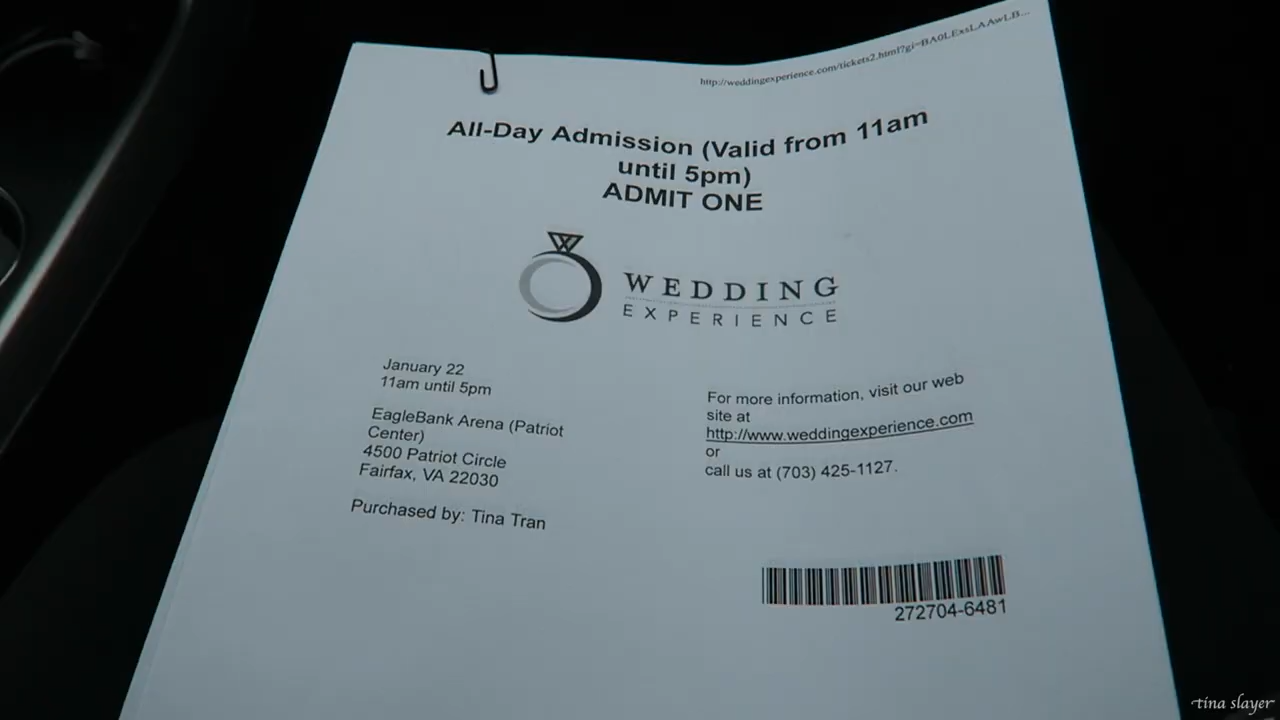 http://weddingexperience.com/tickets2.html?gi=BA0LExsLAAwLB...
All-Day Admission (Valid from 11am
until 5pm)
ADMIT ONE
WEDDING
EXPERIENCE
January 22
11am until 5pm
EagleBank Arena (Patriot
Center)
4500 Patriot Circle
Fairfax, VA 22030
Purchased by: Tina Tran
For more information, visit our web
site at
http://www.weddingexperience.com
or
call us at (703) 425-1127.
272704-6481
tina slayer